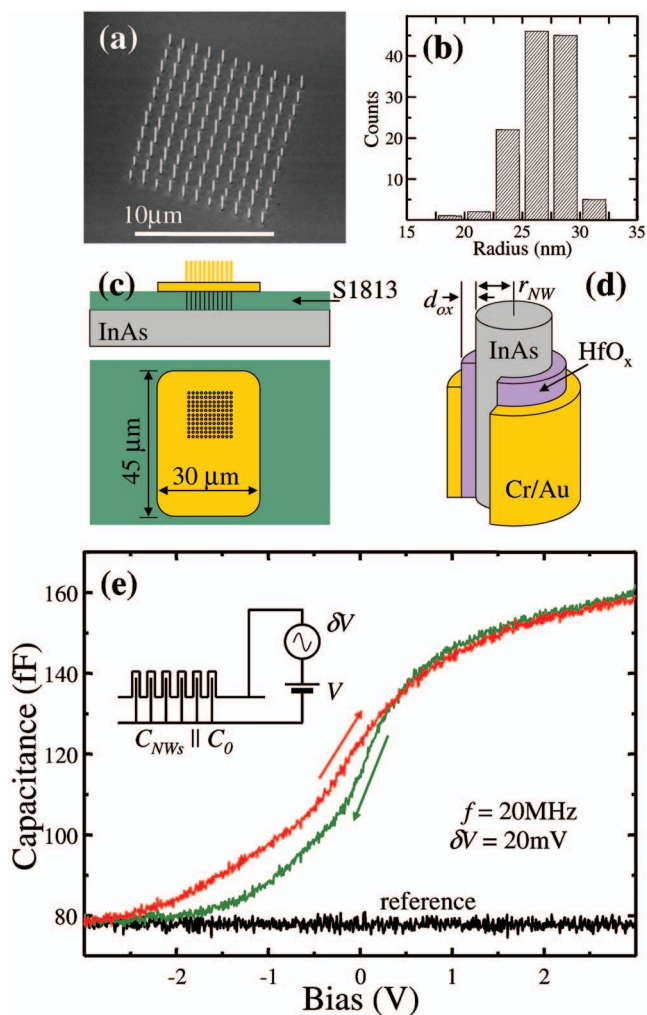 (a)
10μm
(b)
Counts
40
20
0
15 20 25 30 35
Radius (nm)
(c)
S1813
InAs
45 μm
30 μm
(d)
d_ox
r_NW
InAs
HfO_x
Cr/Au
(e)
Capacitance (fF)
160
140
120
100
80
δV
V
C_NWs || C_0
f = 20MHz
δV = 20mV
reference
-2 -1 0 1 2
Bias (V)